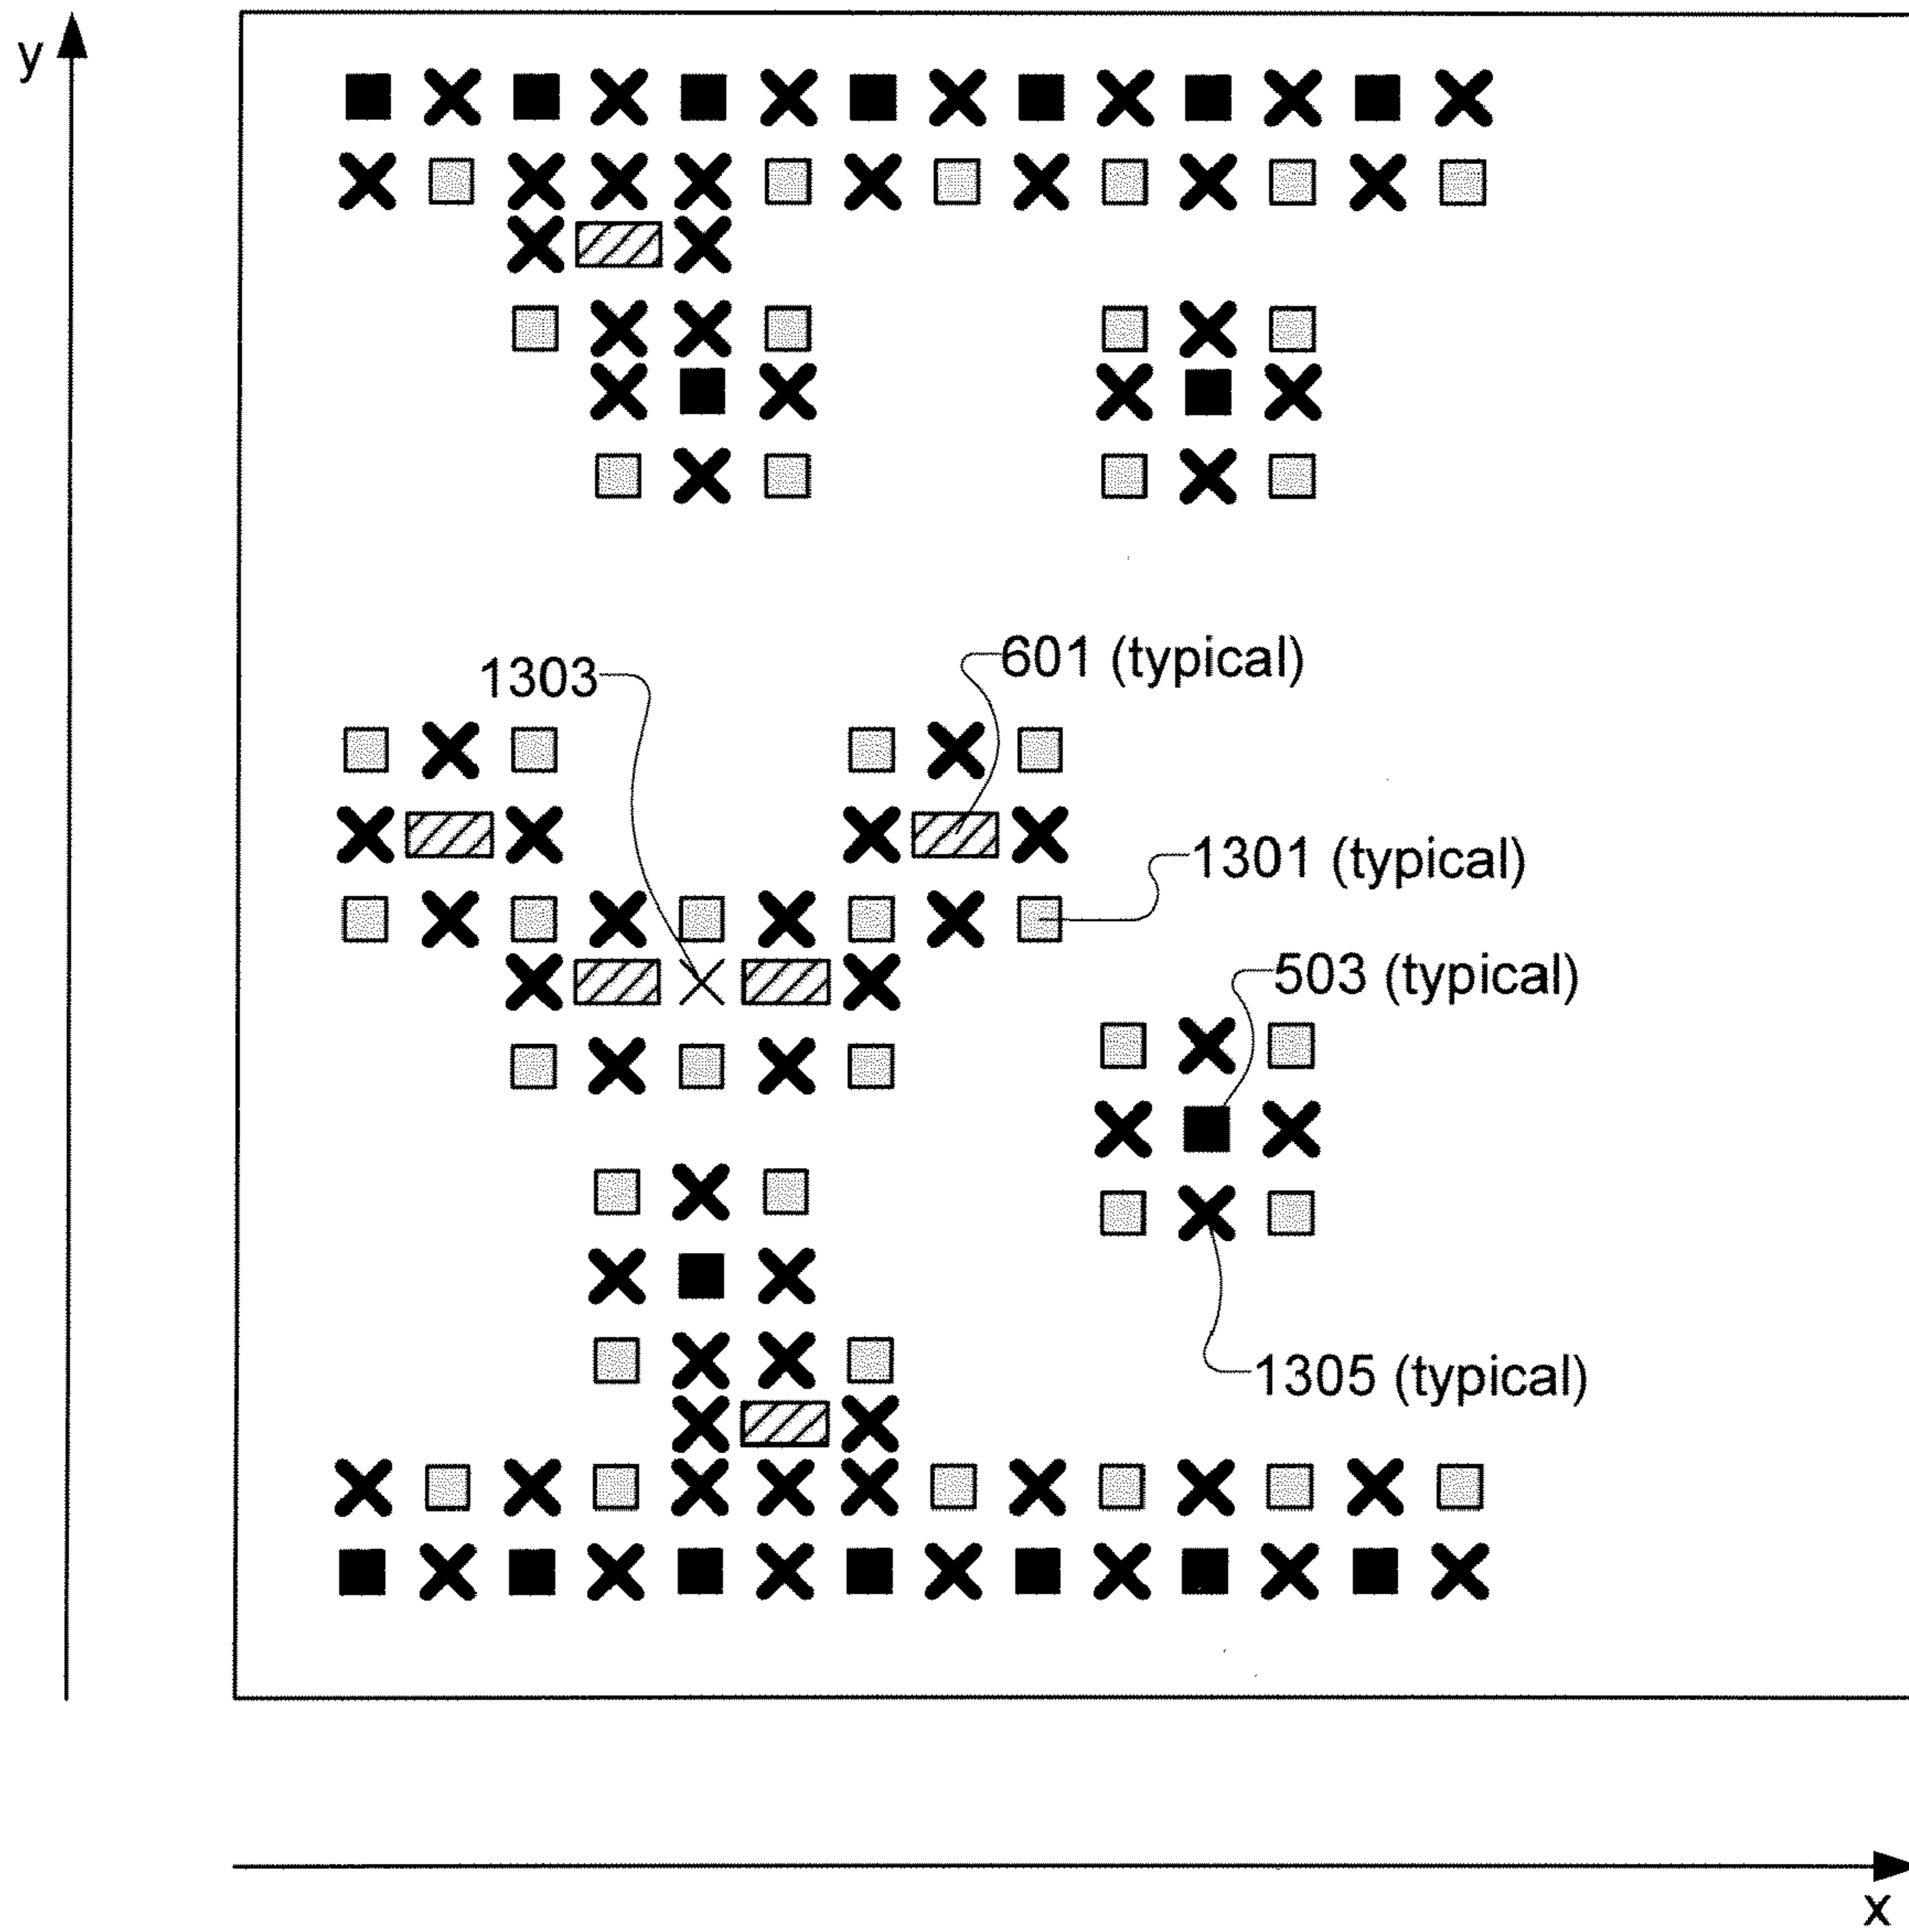 y
601 (typical)
1303
1301 (typical)
503 (typical)
1305 (typical)
x